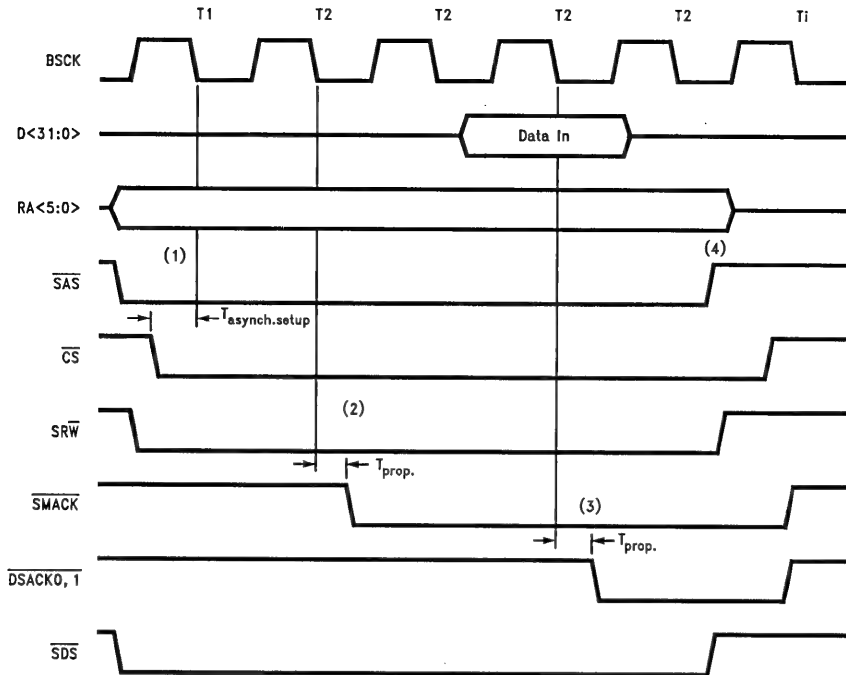 T1 T2 T2 T2 T2 Ti
BSCK
D<31:0> Data In
RA<5:0>
(1) (4)
SAS
Tasynch.setup
CS
(2)
SRW
Tprop.
SMACK
(3)
Tprop.
DSACK0, 1
SDS